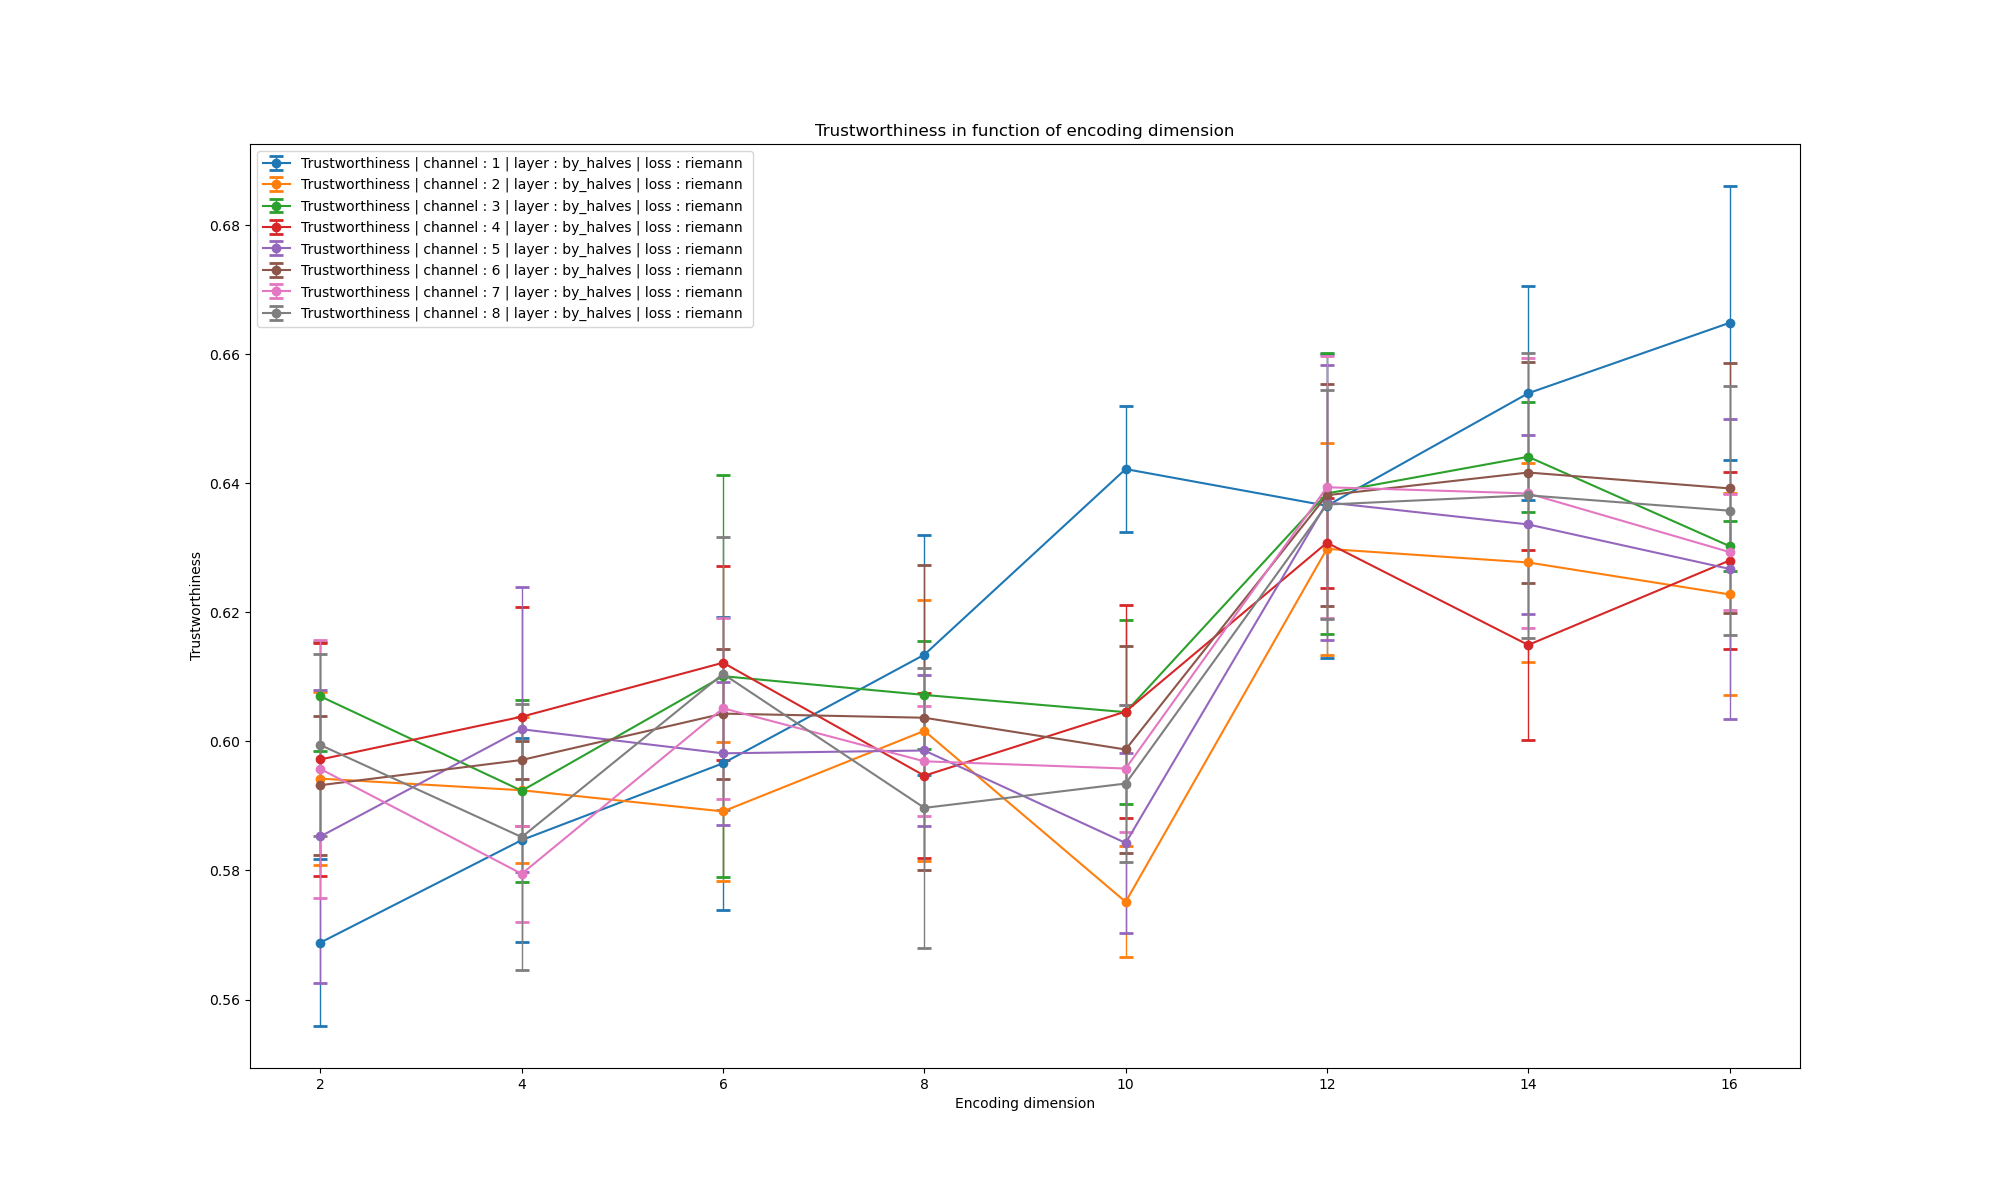 Trustworthiness in function of encoding dimension
Trustworthiness | channel : 1 | layer : by_halves | loss : riemann
Trustworthiness | channel : 2 | layer : by_halves | loss : riemann
Trustworthiness | channel : 3 | layer : by_halves | loss : riemann
Trustworthiness | channel : 4 | layer : by_halves | loss : riemann
Trustworthiness | channel : 5 | layer : by_halves | loss : riemann
Trustworthiness | channel : 6 | layer : by_halves | loss : riemann
Trustworthiness | channel : 7 | layer : by_halves | loss : riemann
Trustworthiness | channel : 8 | layer : by_halves | loss : riemann
0.68
0.66
0.64
0.62
0.60
0.58
0.56
Trustworthiness
2 4 6 8 10 12 14 16
Encoding dimension